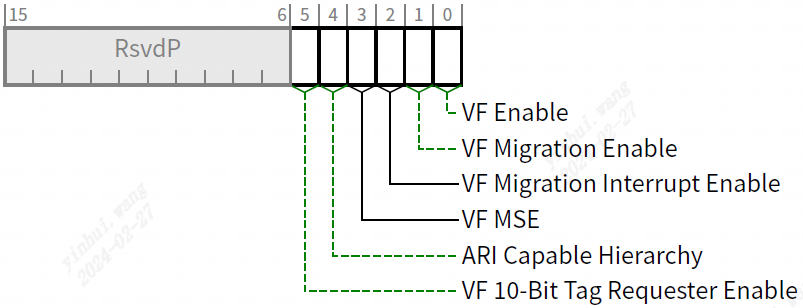 15 6 5 4 3 2 1 0
RsvdP
VF Enable
VF Migration Enable
VF Migration Interrupt Enable
VF MSE
ARI Capable Hierarchy
VF 10-Bit Tag Requester Enable
yinhui.wang
2024-02-27
yinhui.wang
2024-02-27